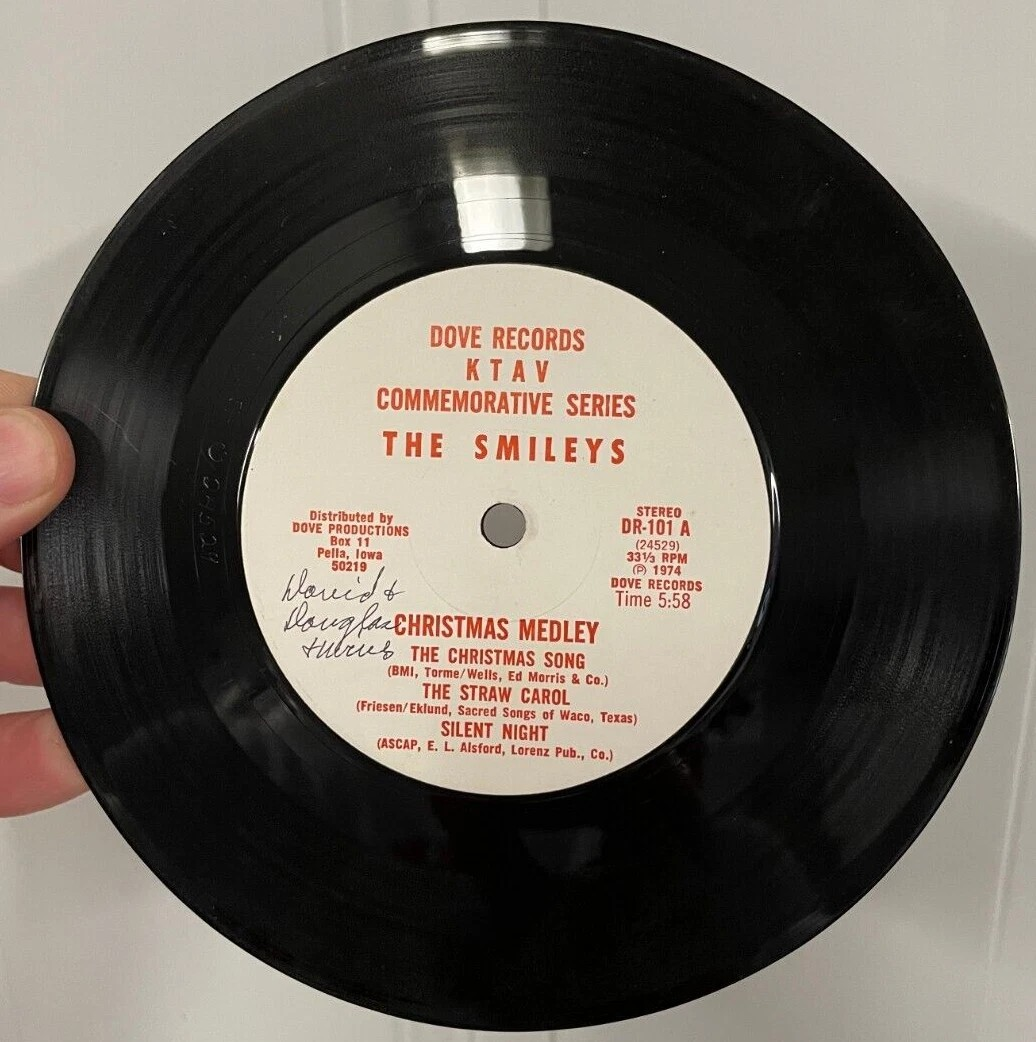 DOVE RECORDS
K T A V
COMMEMORATIVE SERIES
THE SMILEYS
Distributed by
DOVE PRODUCTIONS
Box 11
Pella, Iowa
50219
STEREO
DR-101 A
(24529)
33⅓ RPM
Ⓟ 1974
DOVE RECORDS
Time 5:58
David &
Douglas
CHRISTMAS MEDLEY
THE CHRISTMAS SONG
(BMI, Torme/Wells, Ed Morris & Co.)
THE STRAW CAROL
(Friesen/Eklund, Sacred Songs of Waco, Texas)
SILENT NIGHT
(ASCAP, E. L. Alsford, Lorenz Pub., Co.)